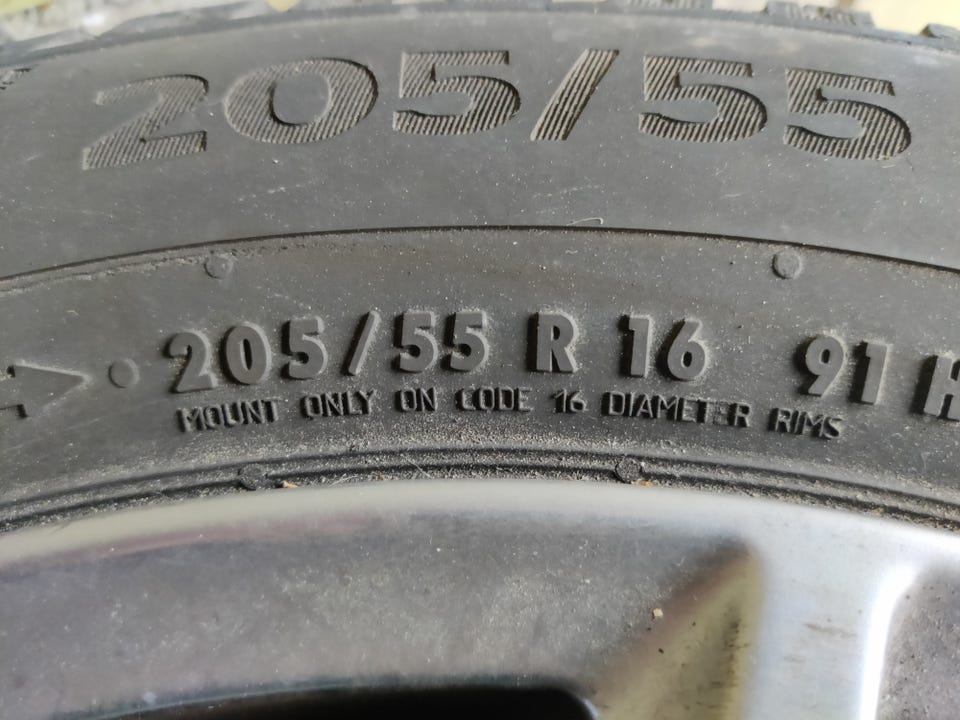 205/55
205/55 R 16 91 H
MOUNT ONLY ON CODE 16 DIAMETER RIMS